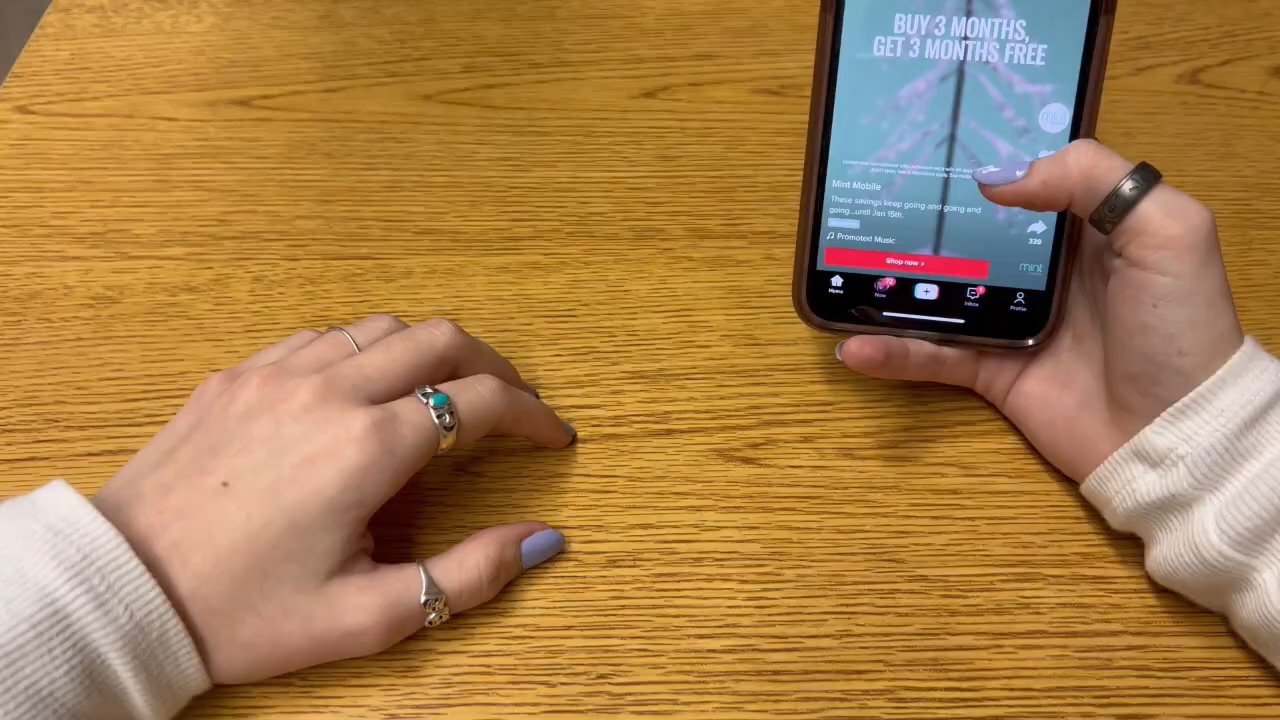 BUY 3 MONTHS,
GET 3 MONTHS FREE
Mint Mobile
These savings keep going and going and
going...until Jan 15th.
Promoted Music
339
Shop now >
mint
Home
Now
Inbox
Profile